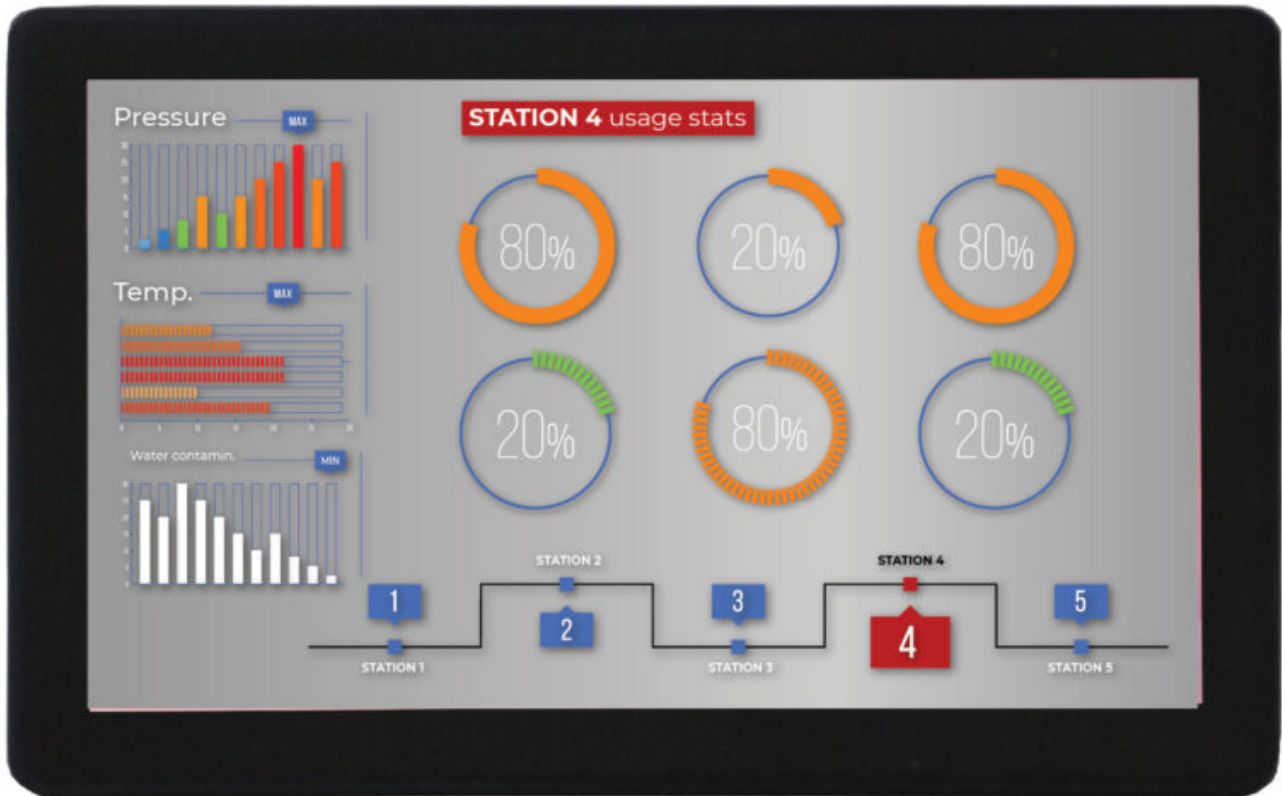 Pressure
MAX
STATION 4 usage stats
80%
20%
80%
Temp.
MAX
20%
80%
20%
Water contamin.
MIN
STATION 2
STATION 4
1
3
5
2
4
STATION 1
STATION 3
STATION 5